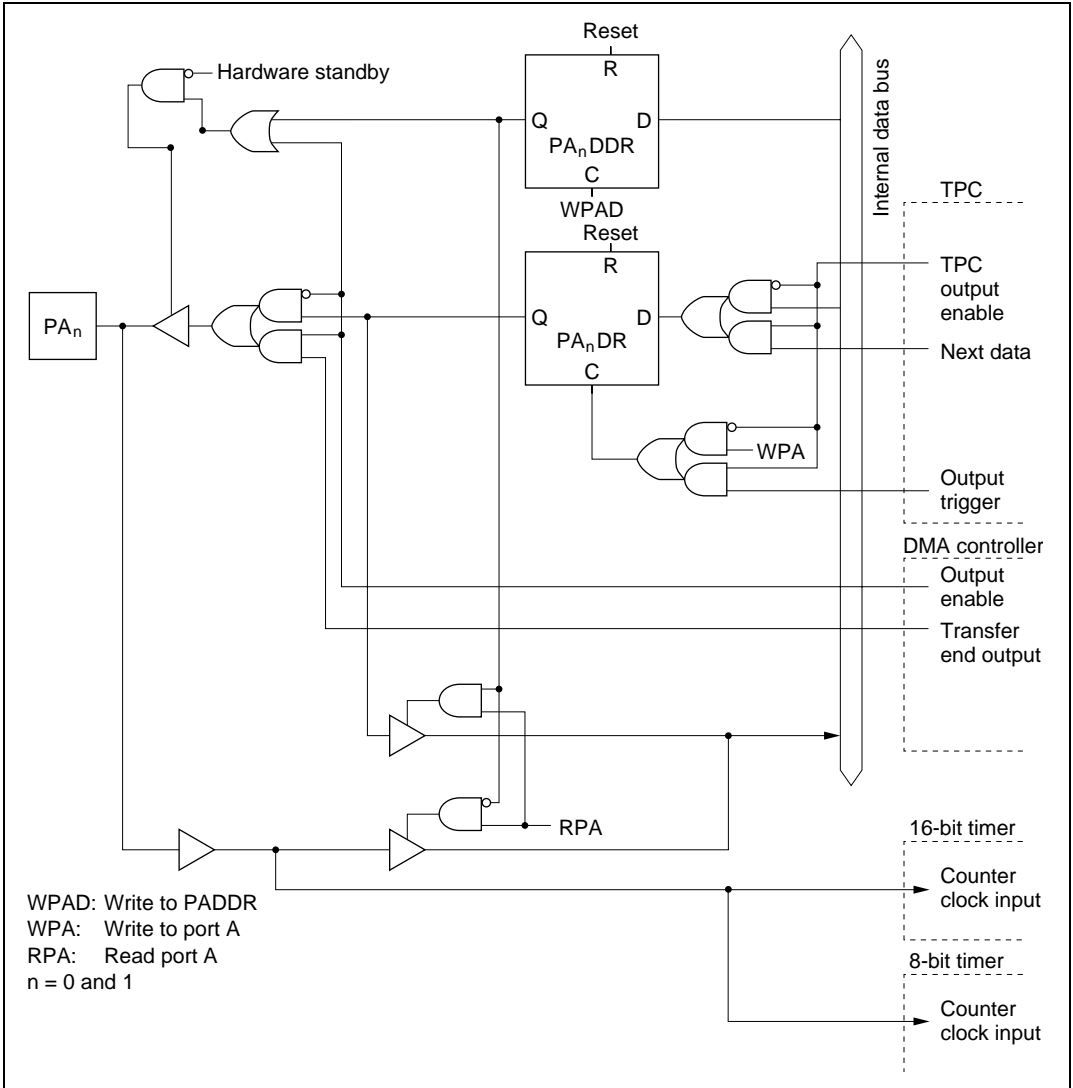 Reset
R
Hardware standby
Q
D
PAnDDR
C
WPAD
Internal data bus
TPC
Reset
R
TPC
output
enable
PAn
Q
D
PAnDR
C
Next data
WPA
Output
trigger
DMA controller
Output
enable
Transfer
end output
RPA
16-bit timer
Counter
clock input
WPAD: Write to PADDR
WPA: Write to port A
RPA: Read port A
n = 0 and 1
8-bit timer
Counter
clock input